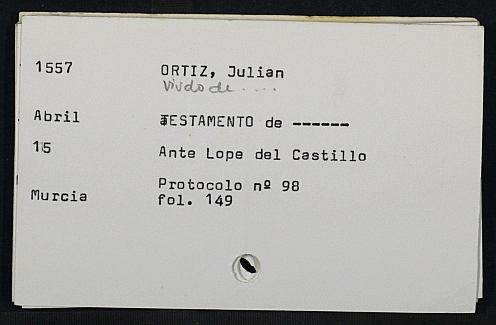 1557 ORTIZ, Julian
viudo de ....
Abril TESTAMENTO de ------
15 Ante Lope del Castillo
Protocolo nº 98
Murcia fol. 149